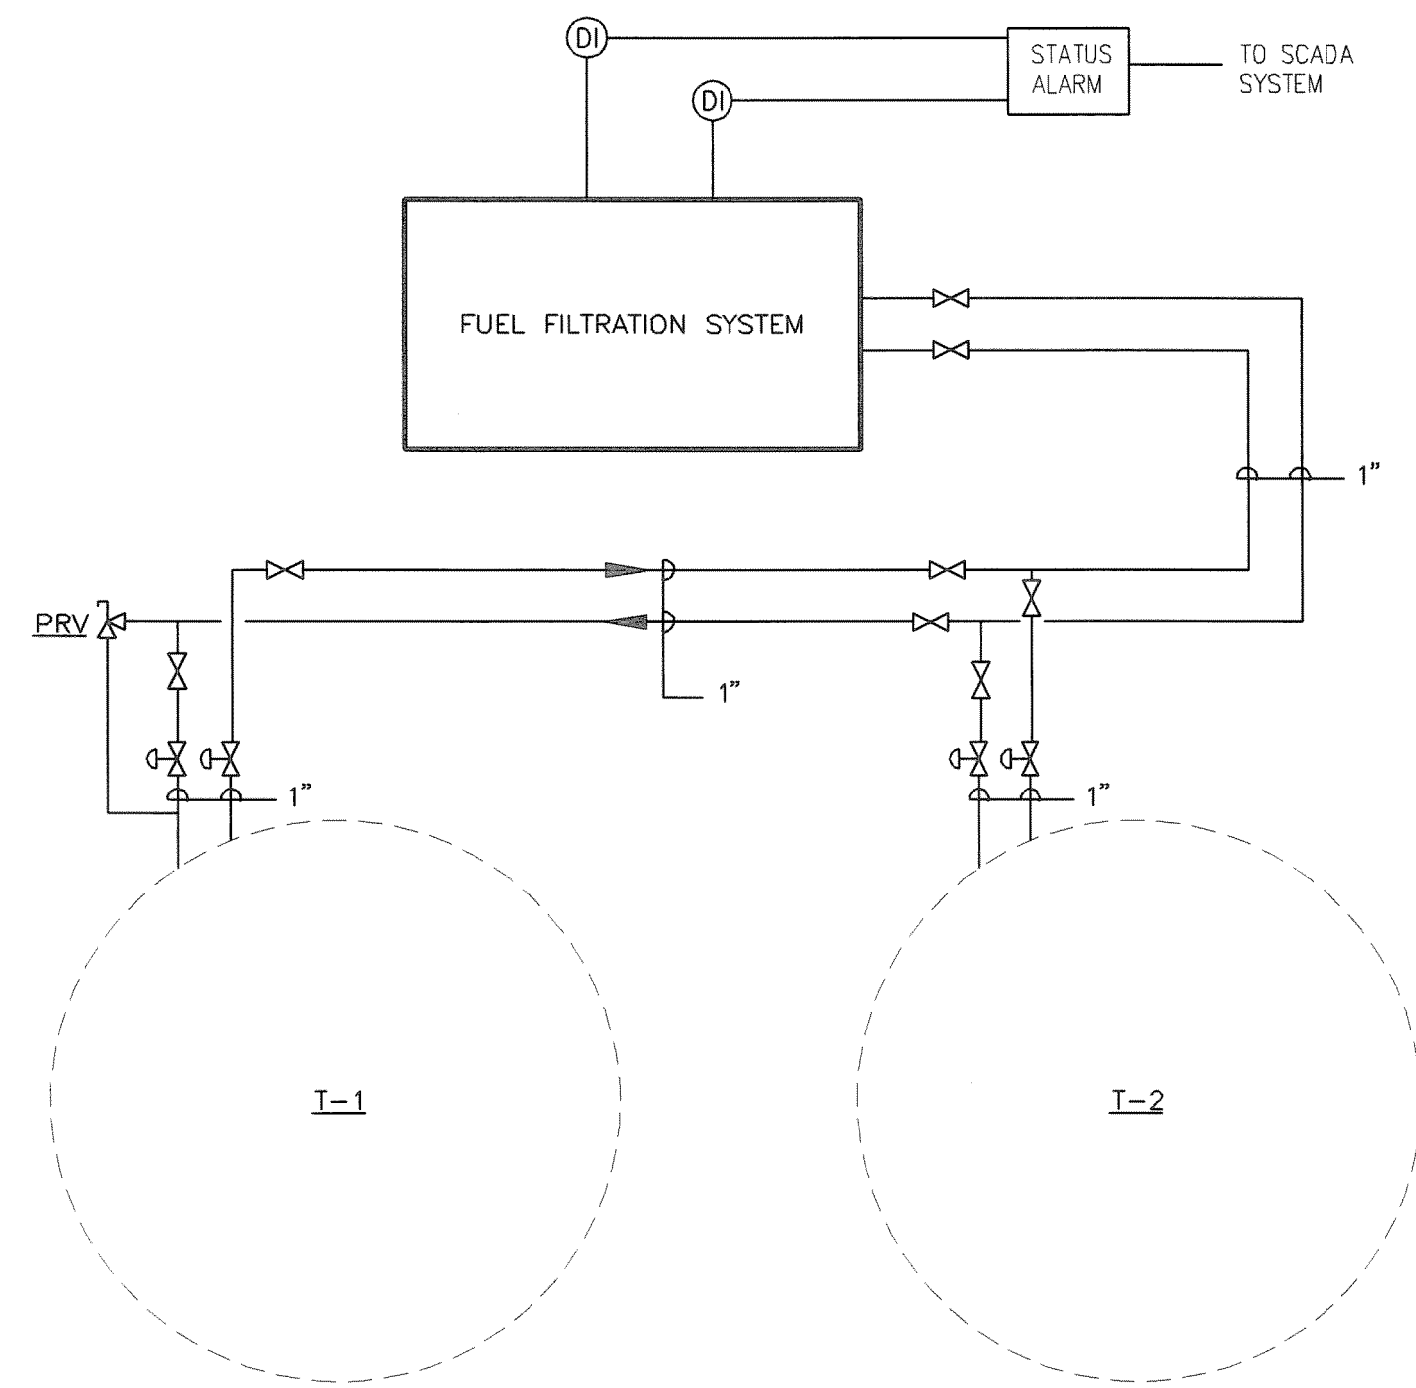 DI
STATUS
ALARM
TO SCADA
SYSTEM
DI
FUEL FILTRATION SYSTEM
1”
PRV
1”
1”
1”
T-1
T-2